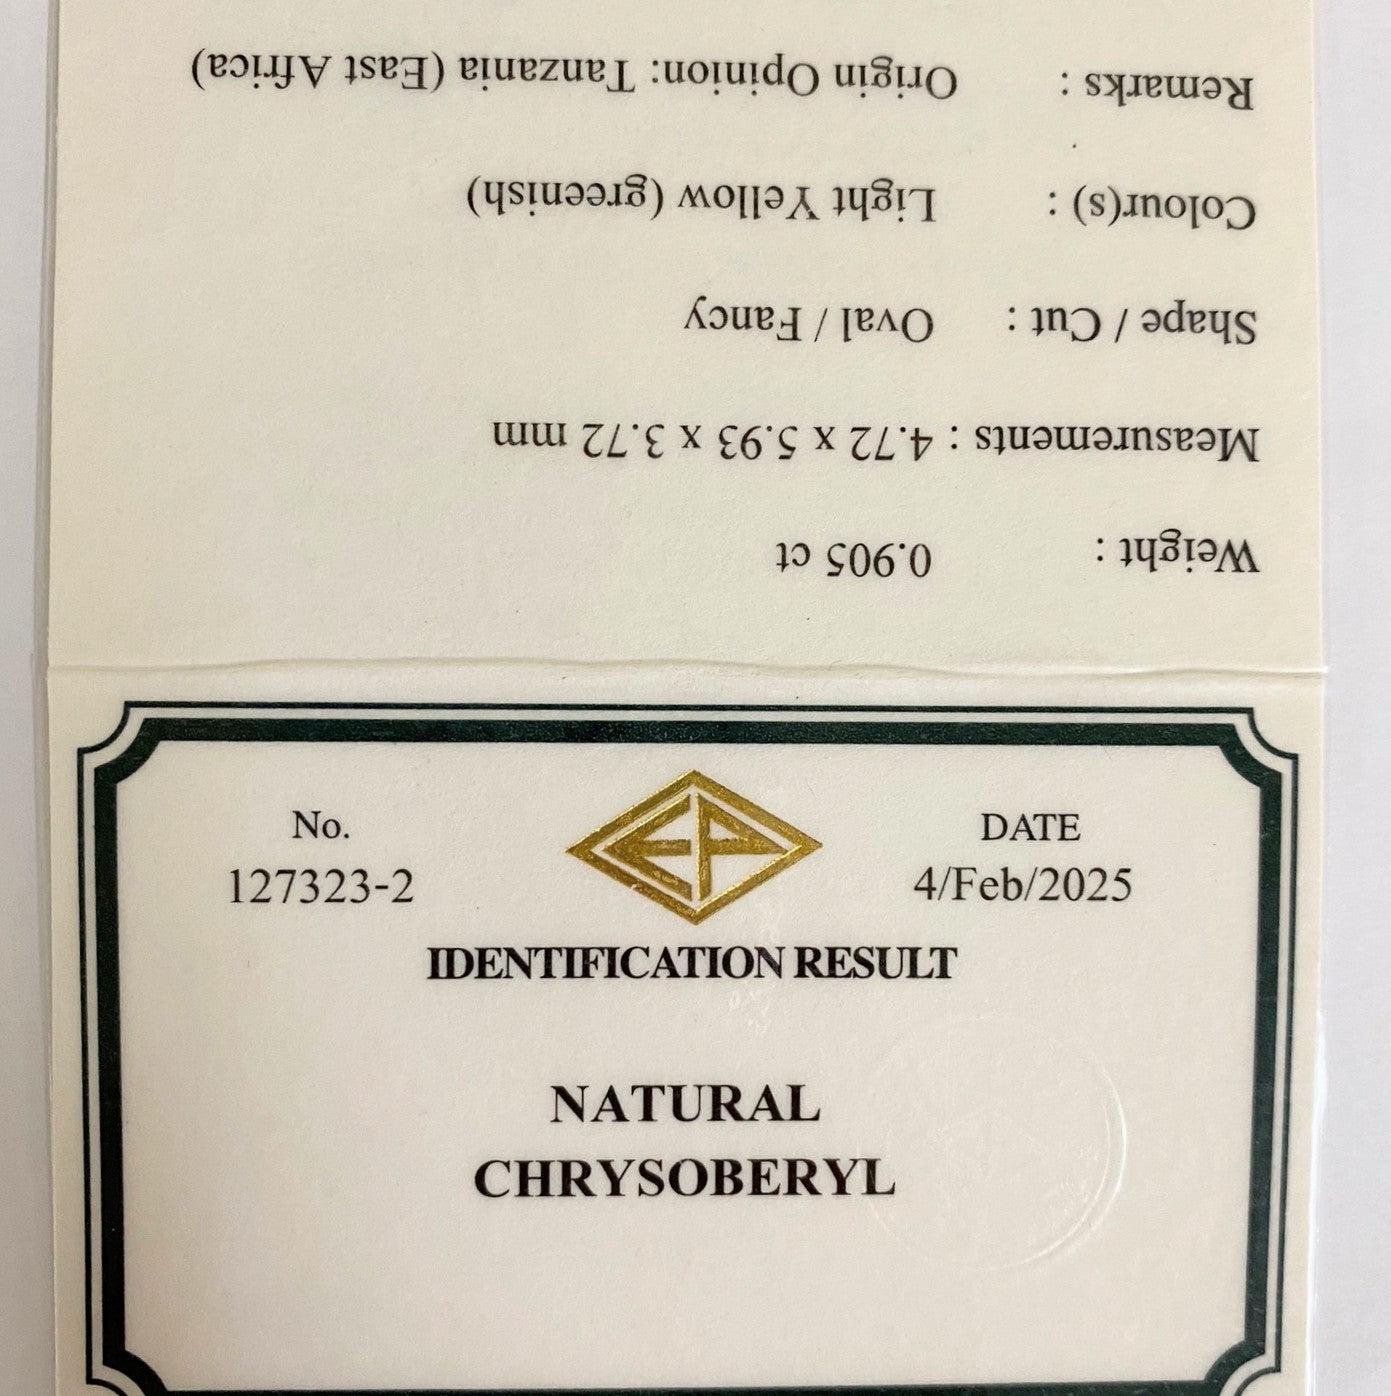 No.
127323-2
EP
DATE
4/Feb/2025
IDENTIFICATION RESULT
NATURAL
CHRYSOBERYL
Weight : 0.905 ct
Measurements : 4.72 x 5.93 x 3.72 mm
Shape / Cut : Oval / Fancy
Colour(s) : Light Yellow (greenish)
Remarks : Origin Opinion: Tanzania (East Africa)